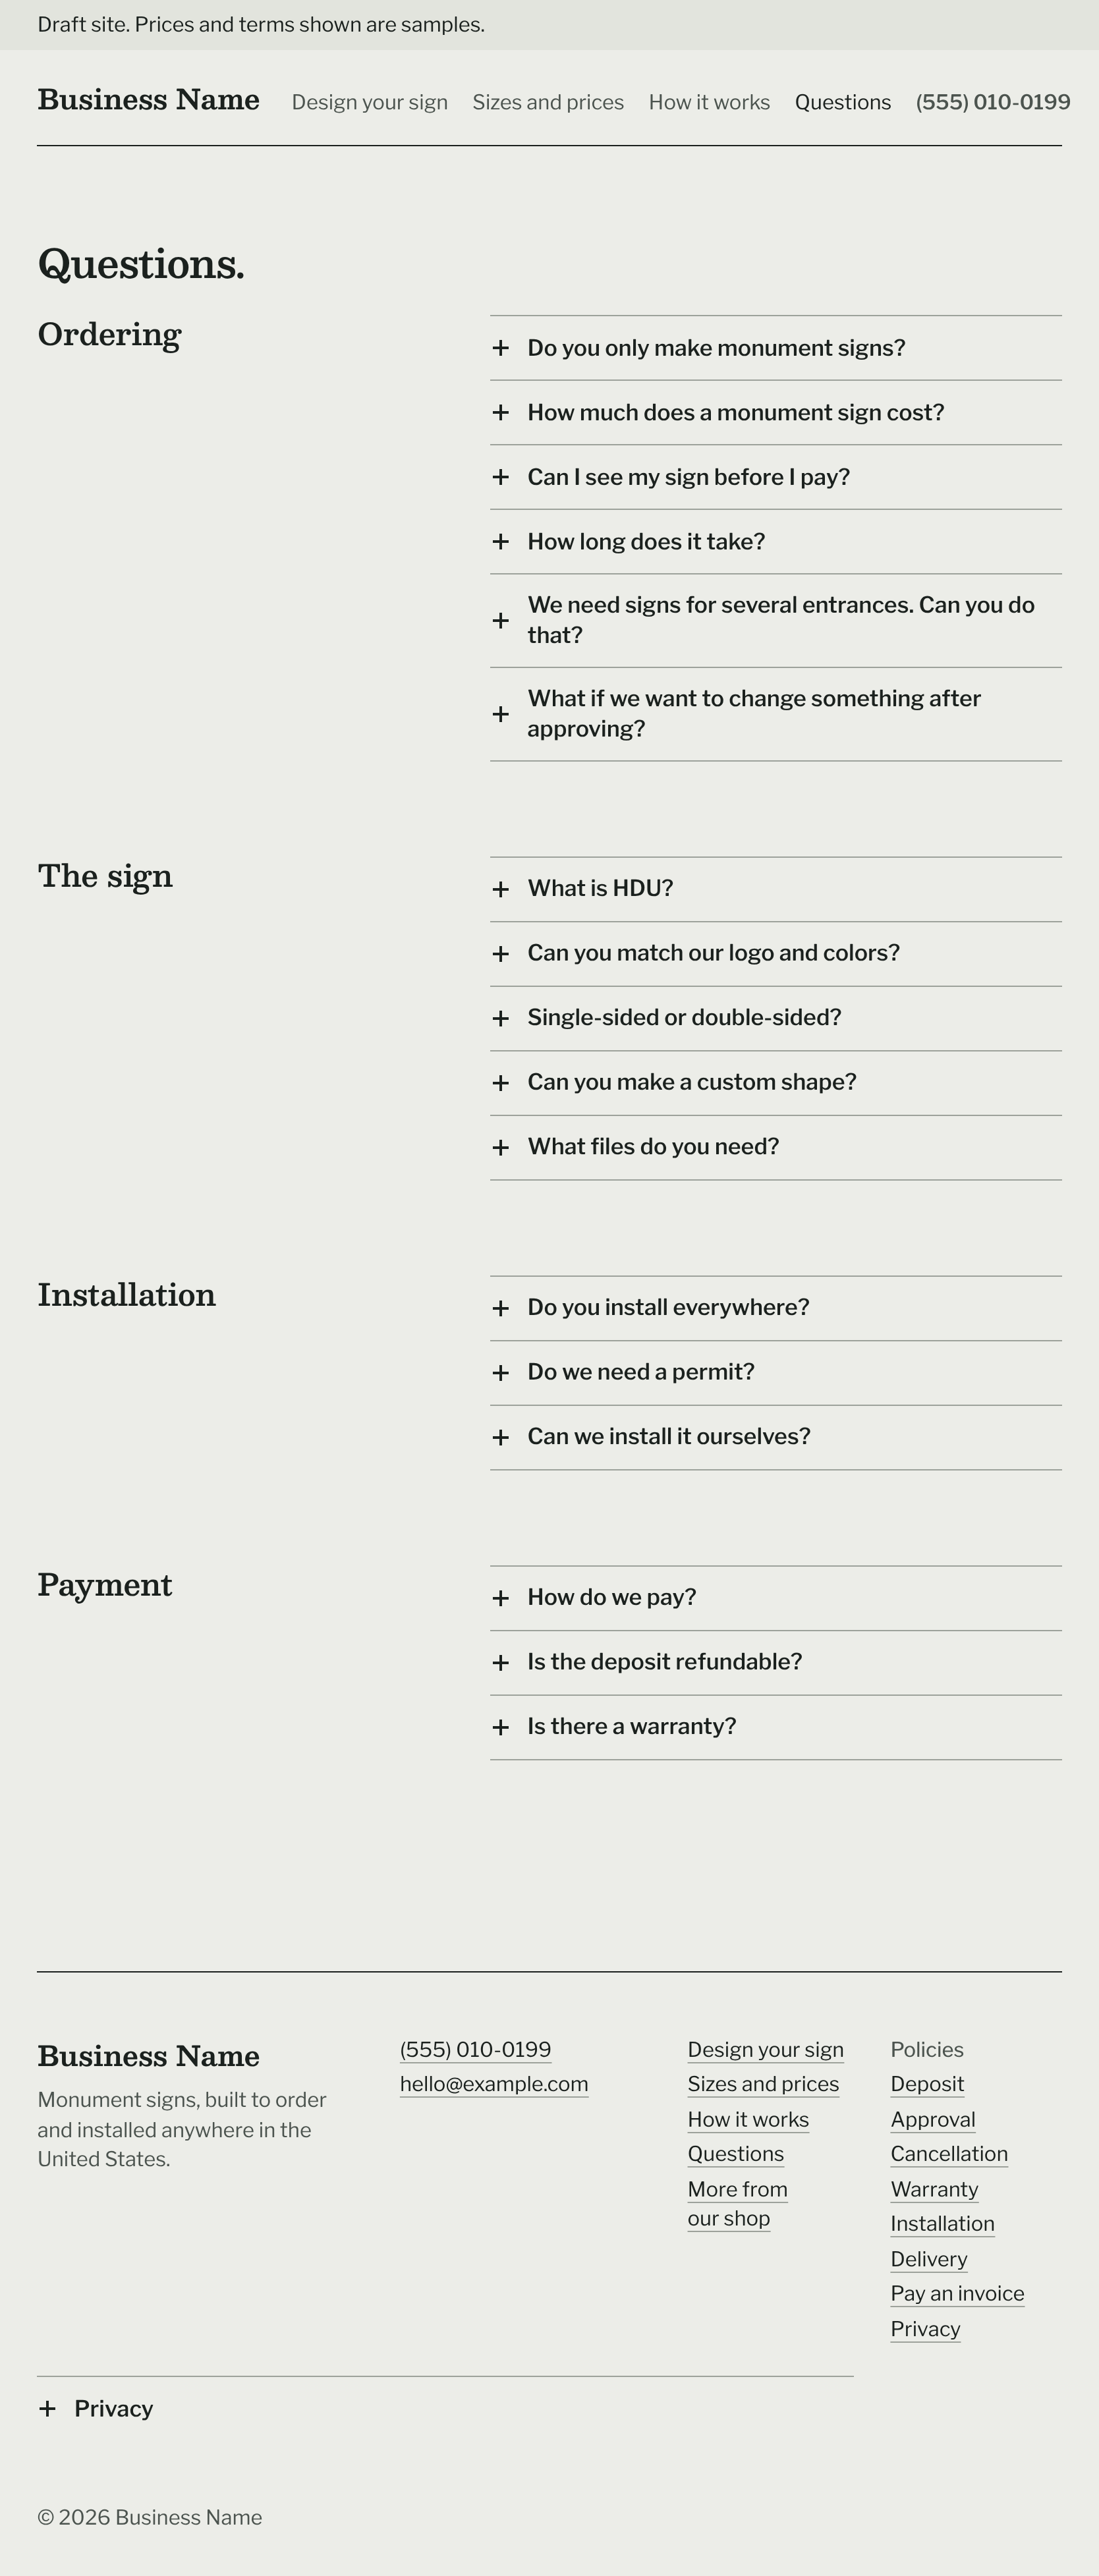 Draft site. Prices and terms shown are samples.
Business Name
Design your sign
Sizes and prices
How it works
Questions
(555) 010-0199
Questions.
Ordering
Do you only make monument signs?
How much does a monument sign cost?
Can I see my sign before I pay?
How long does it take?
We need signs for several entrances. Can you do
that?
What if we want to change something after
approving?
The sign
What is HDU?
Can you match our logo and colors?
Single-sided or double-sided?
Can you make a custom shape?
What files do you need?
Installation
Do you install everywhere?
Do we need a permit?
Can we install it ourselves?
Payment
How do we pay?
Is the deposit refundable?
Is there a warranty?
Business Name
Monument signs, built to order
and installed anywhere in the
United States.
(555) 010-0199
hello@example.com
Design your sign
Sizes and prices
How it works
Questions
More from
our shop
Policies
Deposit
Approval
Cancellation
Warranty
Installation
Delivery
Pay an invoice
Privacy
Privacy
© 2026 Business Name